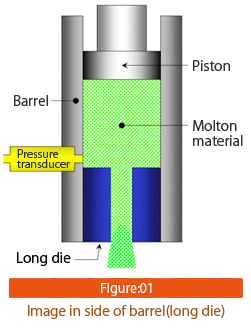 Piston
Barrel
Molton
material
Pressure
transducer
Long die
Figure:01
Image in side of barrel(long die)